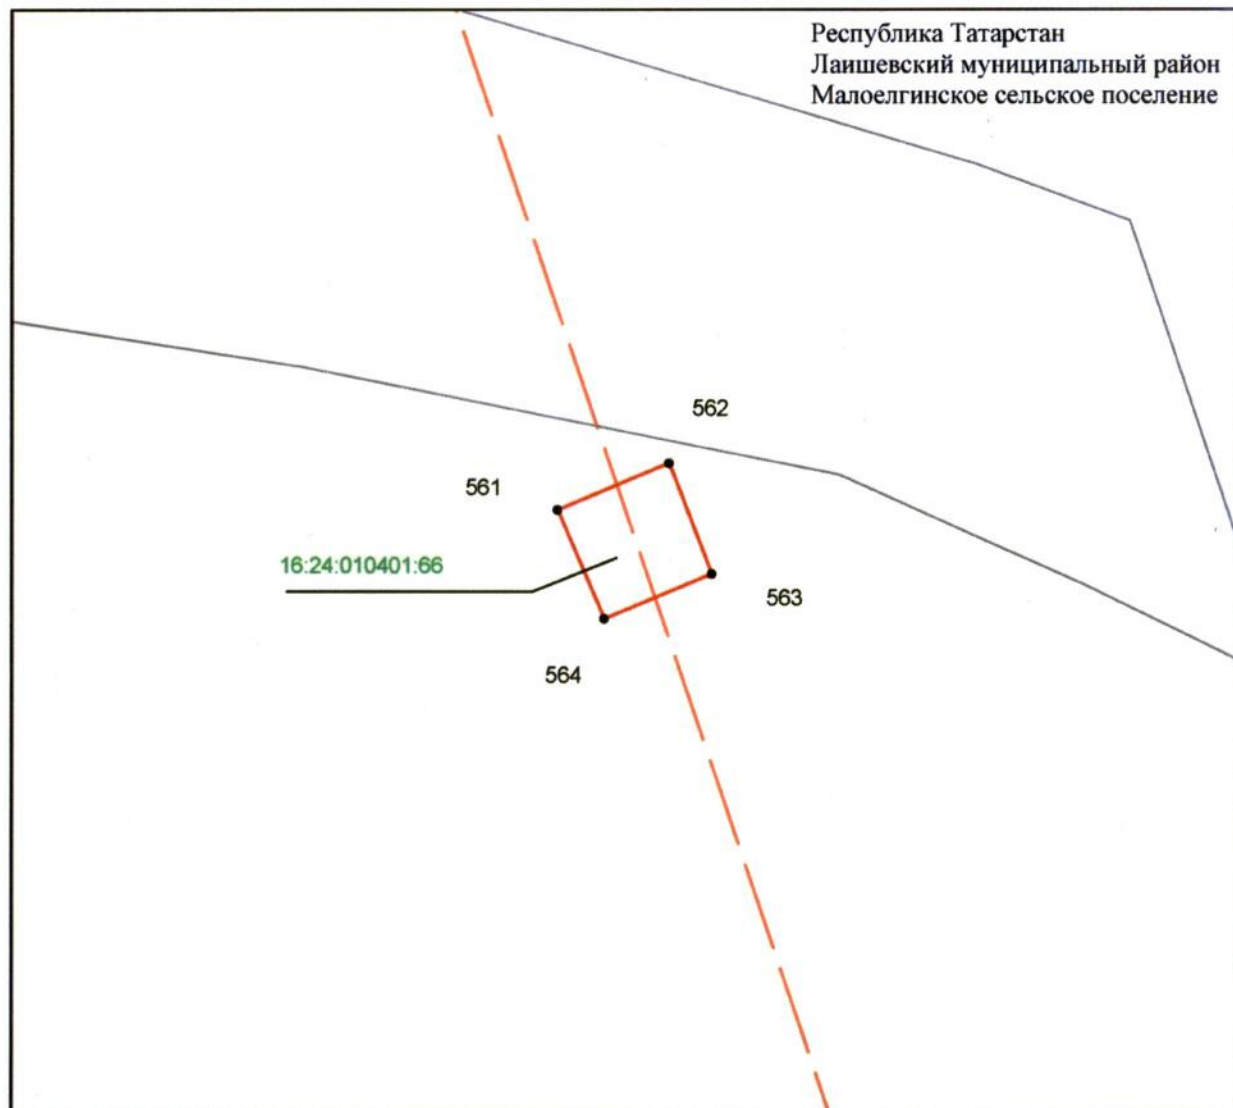 Республика Татарстан
Лаишевский муниципальный район
Малоелгинское сельское поселение
562
561
16:24:010401:66
563
564